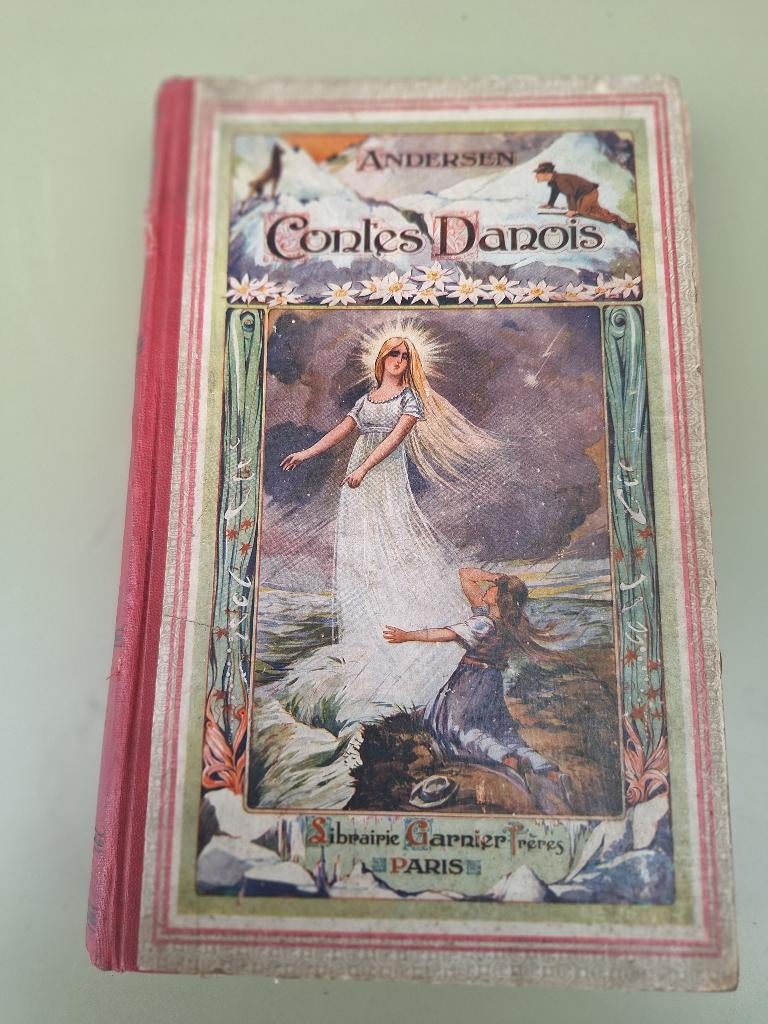 ANDERSEN
Contes Danois
Librairie Garnier Frères
PARIS